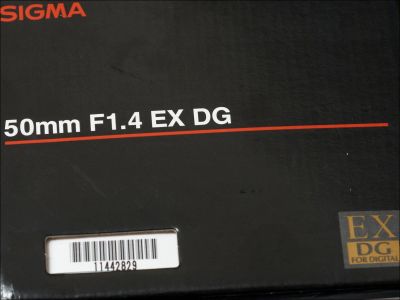 SIGMA
50mm F1.4 EX DG
11442829
EX
DG
FOR DIGITAL